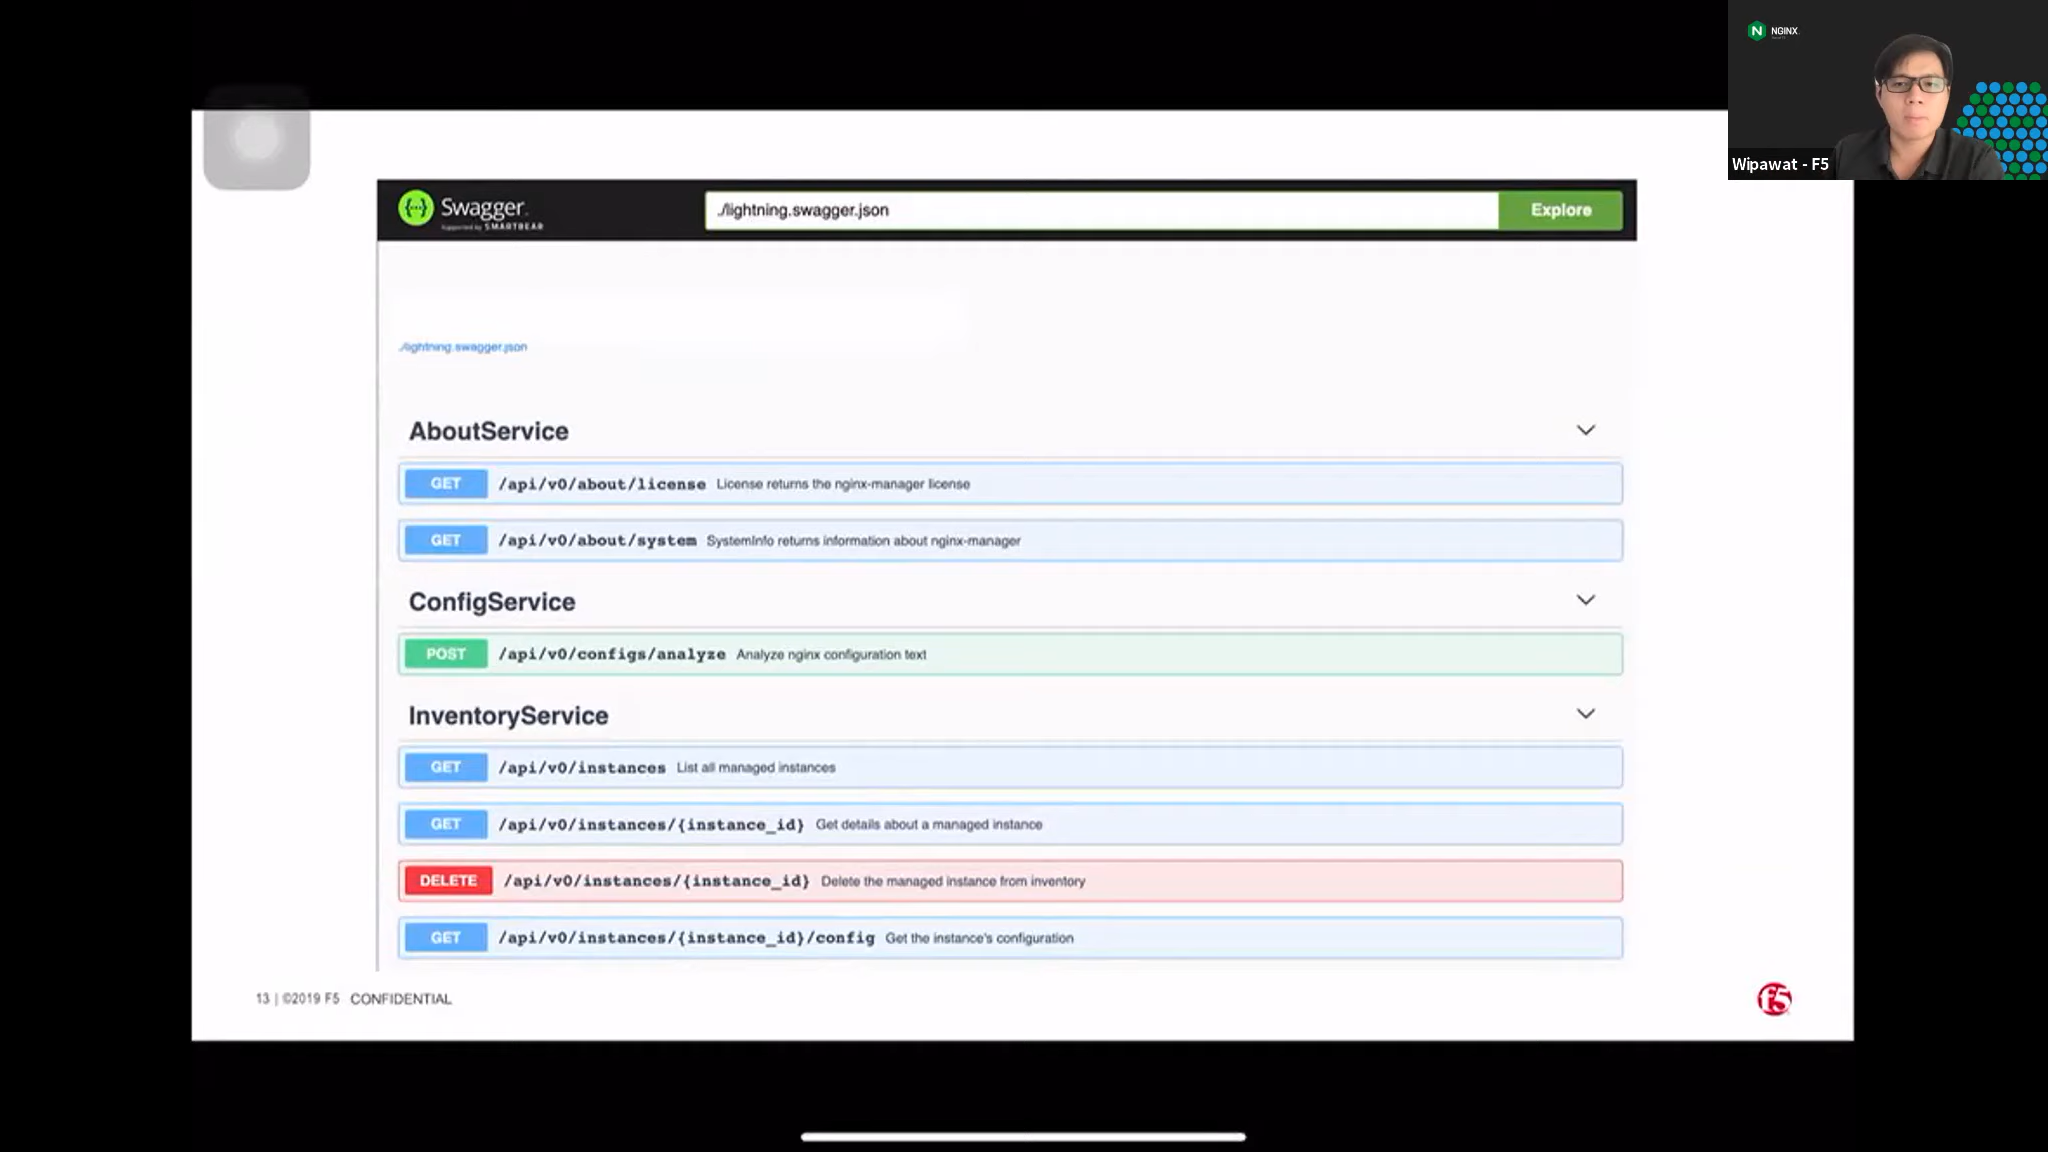 NGINX
Wipawat - F5
Swagger
Supported by SMARTBEAR
./lightning.swagger.json
Explore
./lightning.swagger.json
AboutService
GET /api/v0/about/license License returns the nginx-manager license
GET /api/v0/about/system SystemInfo returns information about nginx-manager
ConfigService
POST /api/v0/configs/analyze Analyze nginx configuration text
InventoryService
GET /api/v0/instances List all managed instances
GET /api/v0/instances/{instance_id} Get details about a managed instance
DELETE /api/v0/instances/{instance_id} Delete the managed instance from inventory
GET /api/v0/instances/{instance_id}/config Get the instance's configuration
13 | ©2019 F5 CONFIDENTIAL
f5